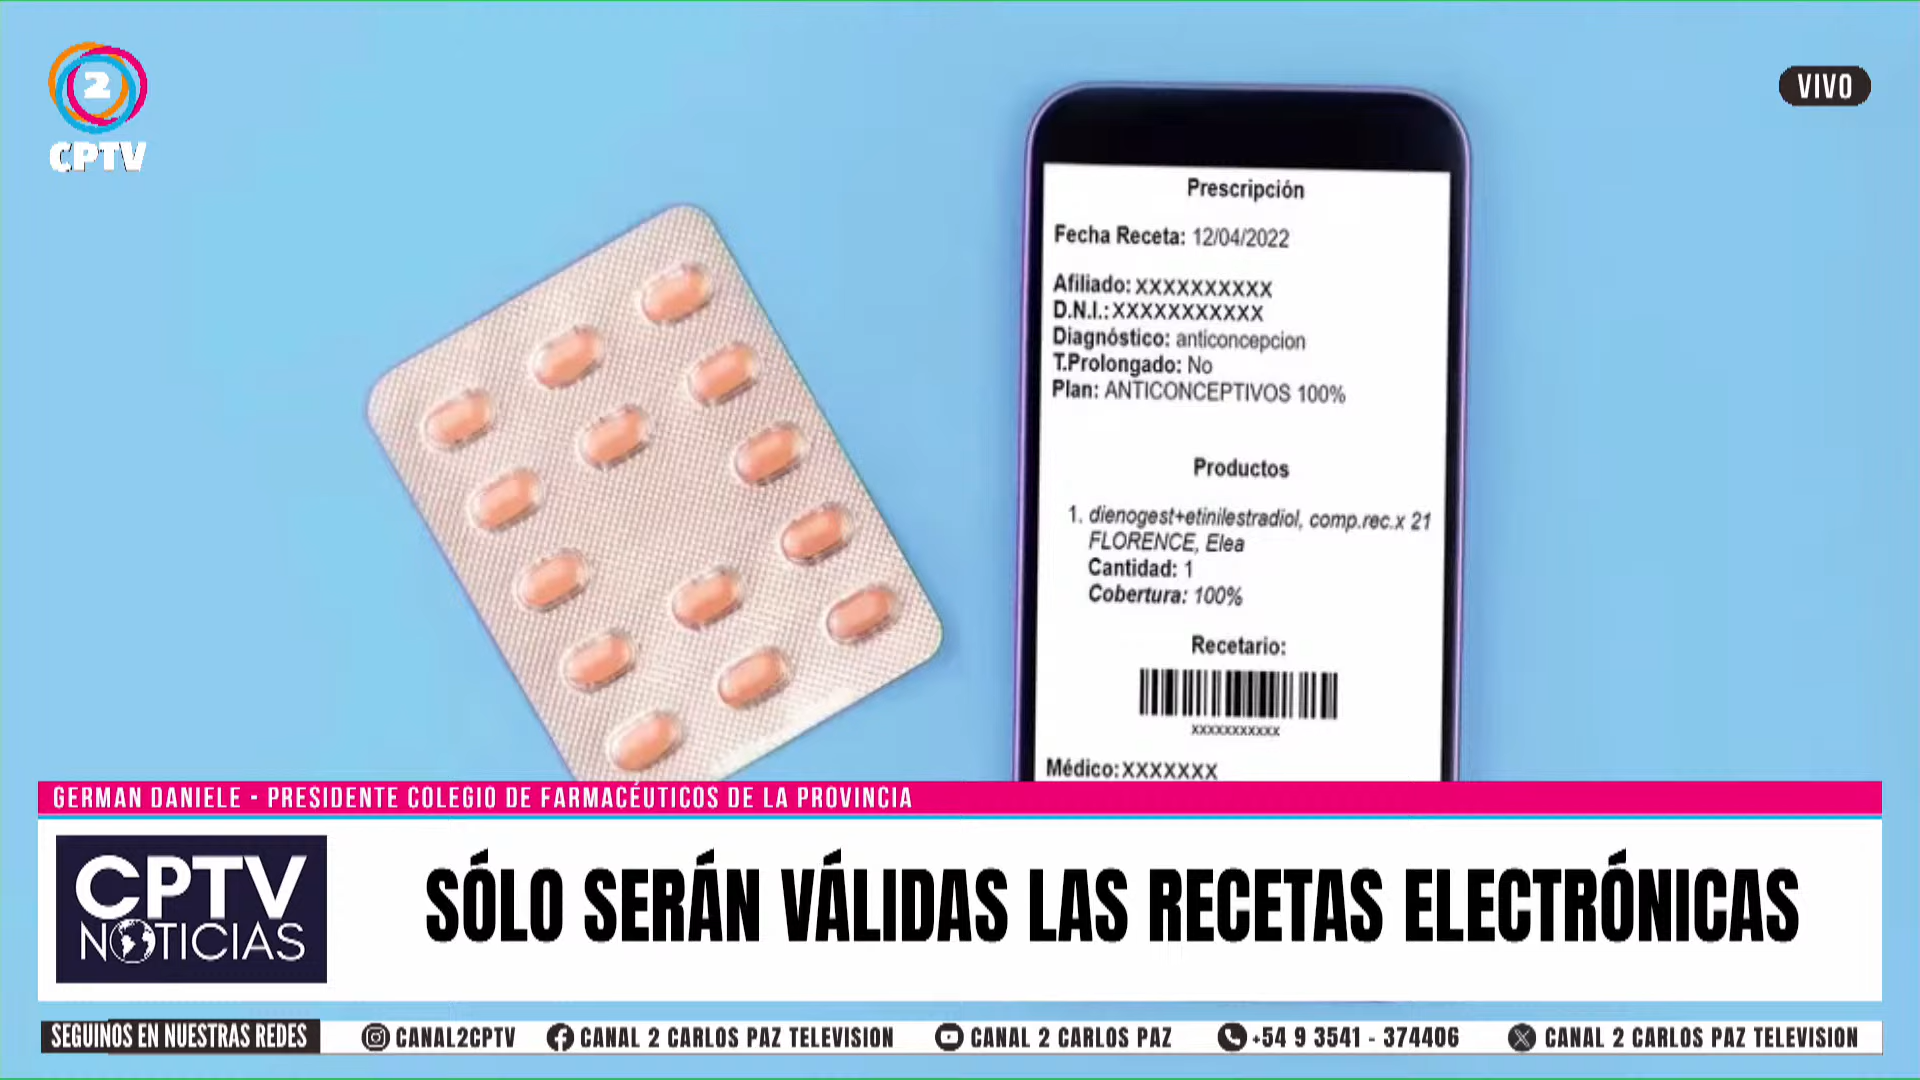 2
CPTV
VIVO
Prescripción
Fecha Receta: 12/04/2022
Afiliado: XXXXXXXXXX
D.N.I.: XXXXXXXXXXX
Diagnóstico: anticoncepcion
T.Prolongado: No
Plan: ANTICONCEPTIVOS 100%
Productos
1. dienogest+etinilestradiol, comp.rec.x 21
FLORENCE, Elea
Cantidad: 1
Cobertura: 100%
Recetario:
xxxxxxxxxxx
Médico: XXXXXXX
GERMAN DANIELE - PRESIDENTE COLEGIO DE FARMACÉUTICOS DE LA PROVINCIA
CPTV
NOTICIAS
SÓLO SERÁN VÁLIDAS LAS RECETAS ELECTRÓNICAS
SEGUINOS EN NUESTRAS REDES
CANAL2CPTV
CANAL 2 CARLOS PAZ TELEVISION
CANAL 2 CARLOS PAZ
+54 9 3541 - 374406
CANAL 2 CARLOS PAZ TELEVISION